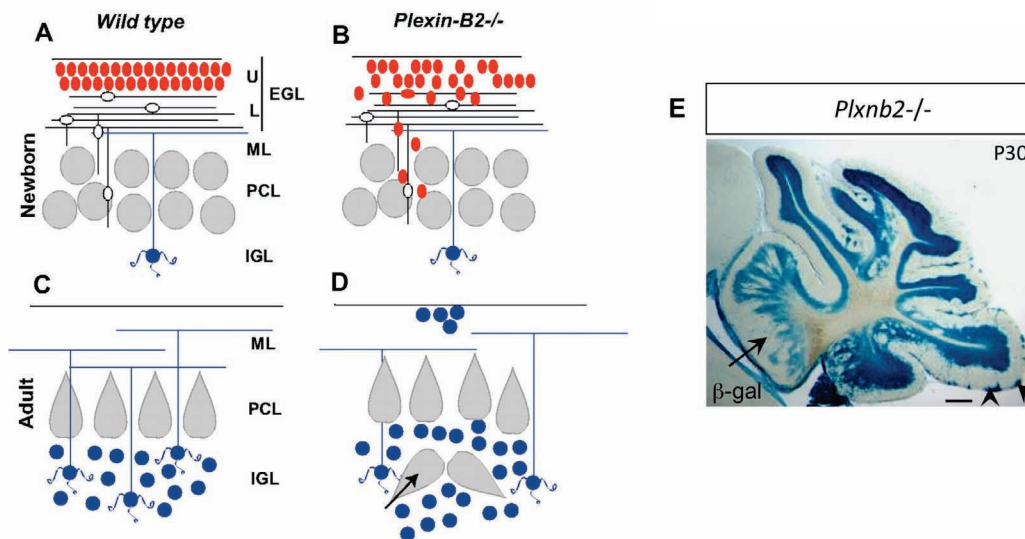 Wild type
Plexin-B2-/-
A
B
U
EGL
L
ML
PCL
IGL
Newborn
C
D
ML
PCL
IGL
Adult
E
Plxnb2-/-
P30
β-gal